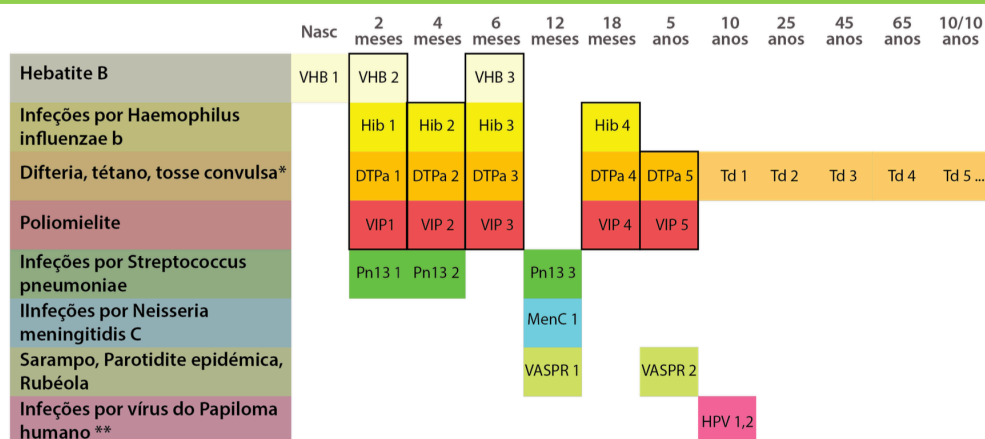 Nasc 2 meses 4 meses 6 meses 12 meses 18 meses 5 anos 10 anos 25 anos 45 anos 65 anos 10/10 anos
Hebatite B VHB 1 VHB 2 VHB 3
Infeções por Haemophilus
influenzae b Hib 1 Hib 2 Hib 3 Hib 4
Difteria, tétano, tosse convulsa* DTPa 1 DTPa 2 DTPa 3 DTPa 4 DTPa 5 Td 1 Td 2 Td 3 Td 4 Td 5 ...
Poliomielite VIP1 VIP 2 VIP 3 VIP 4 VIP 5
Infeções por Streptococcus
pneumoniae Pn13 1 Pn13 2 Pn13 3
IInfeções por Neisseria
meningitidis C MenC 1
Sarampo, Parotidite epidémica,
Rubéola VASPR 1 VASPR 2
Infeções por vírus do Papiloma
humano ** HPV 1,2